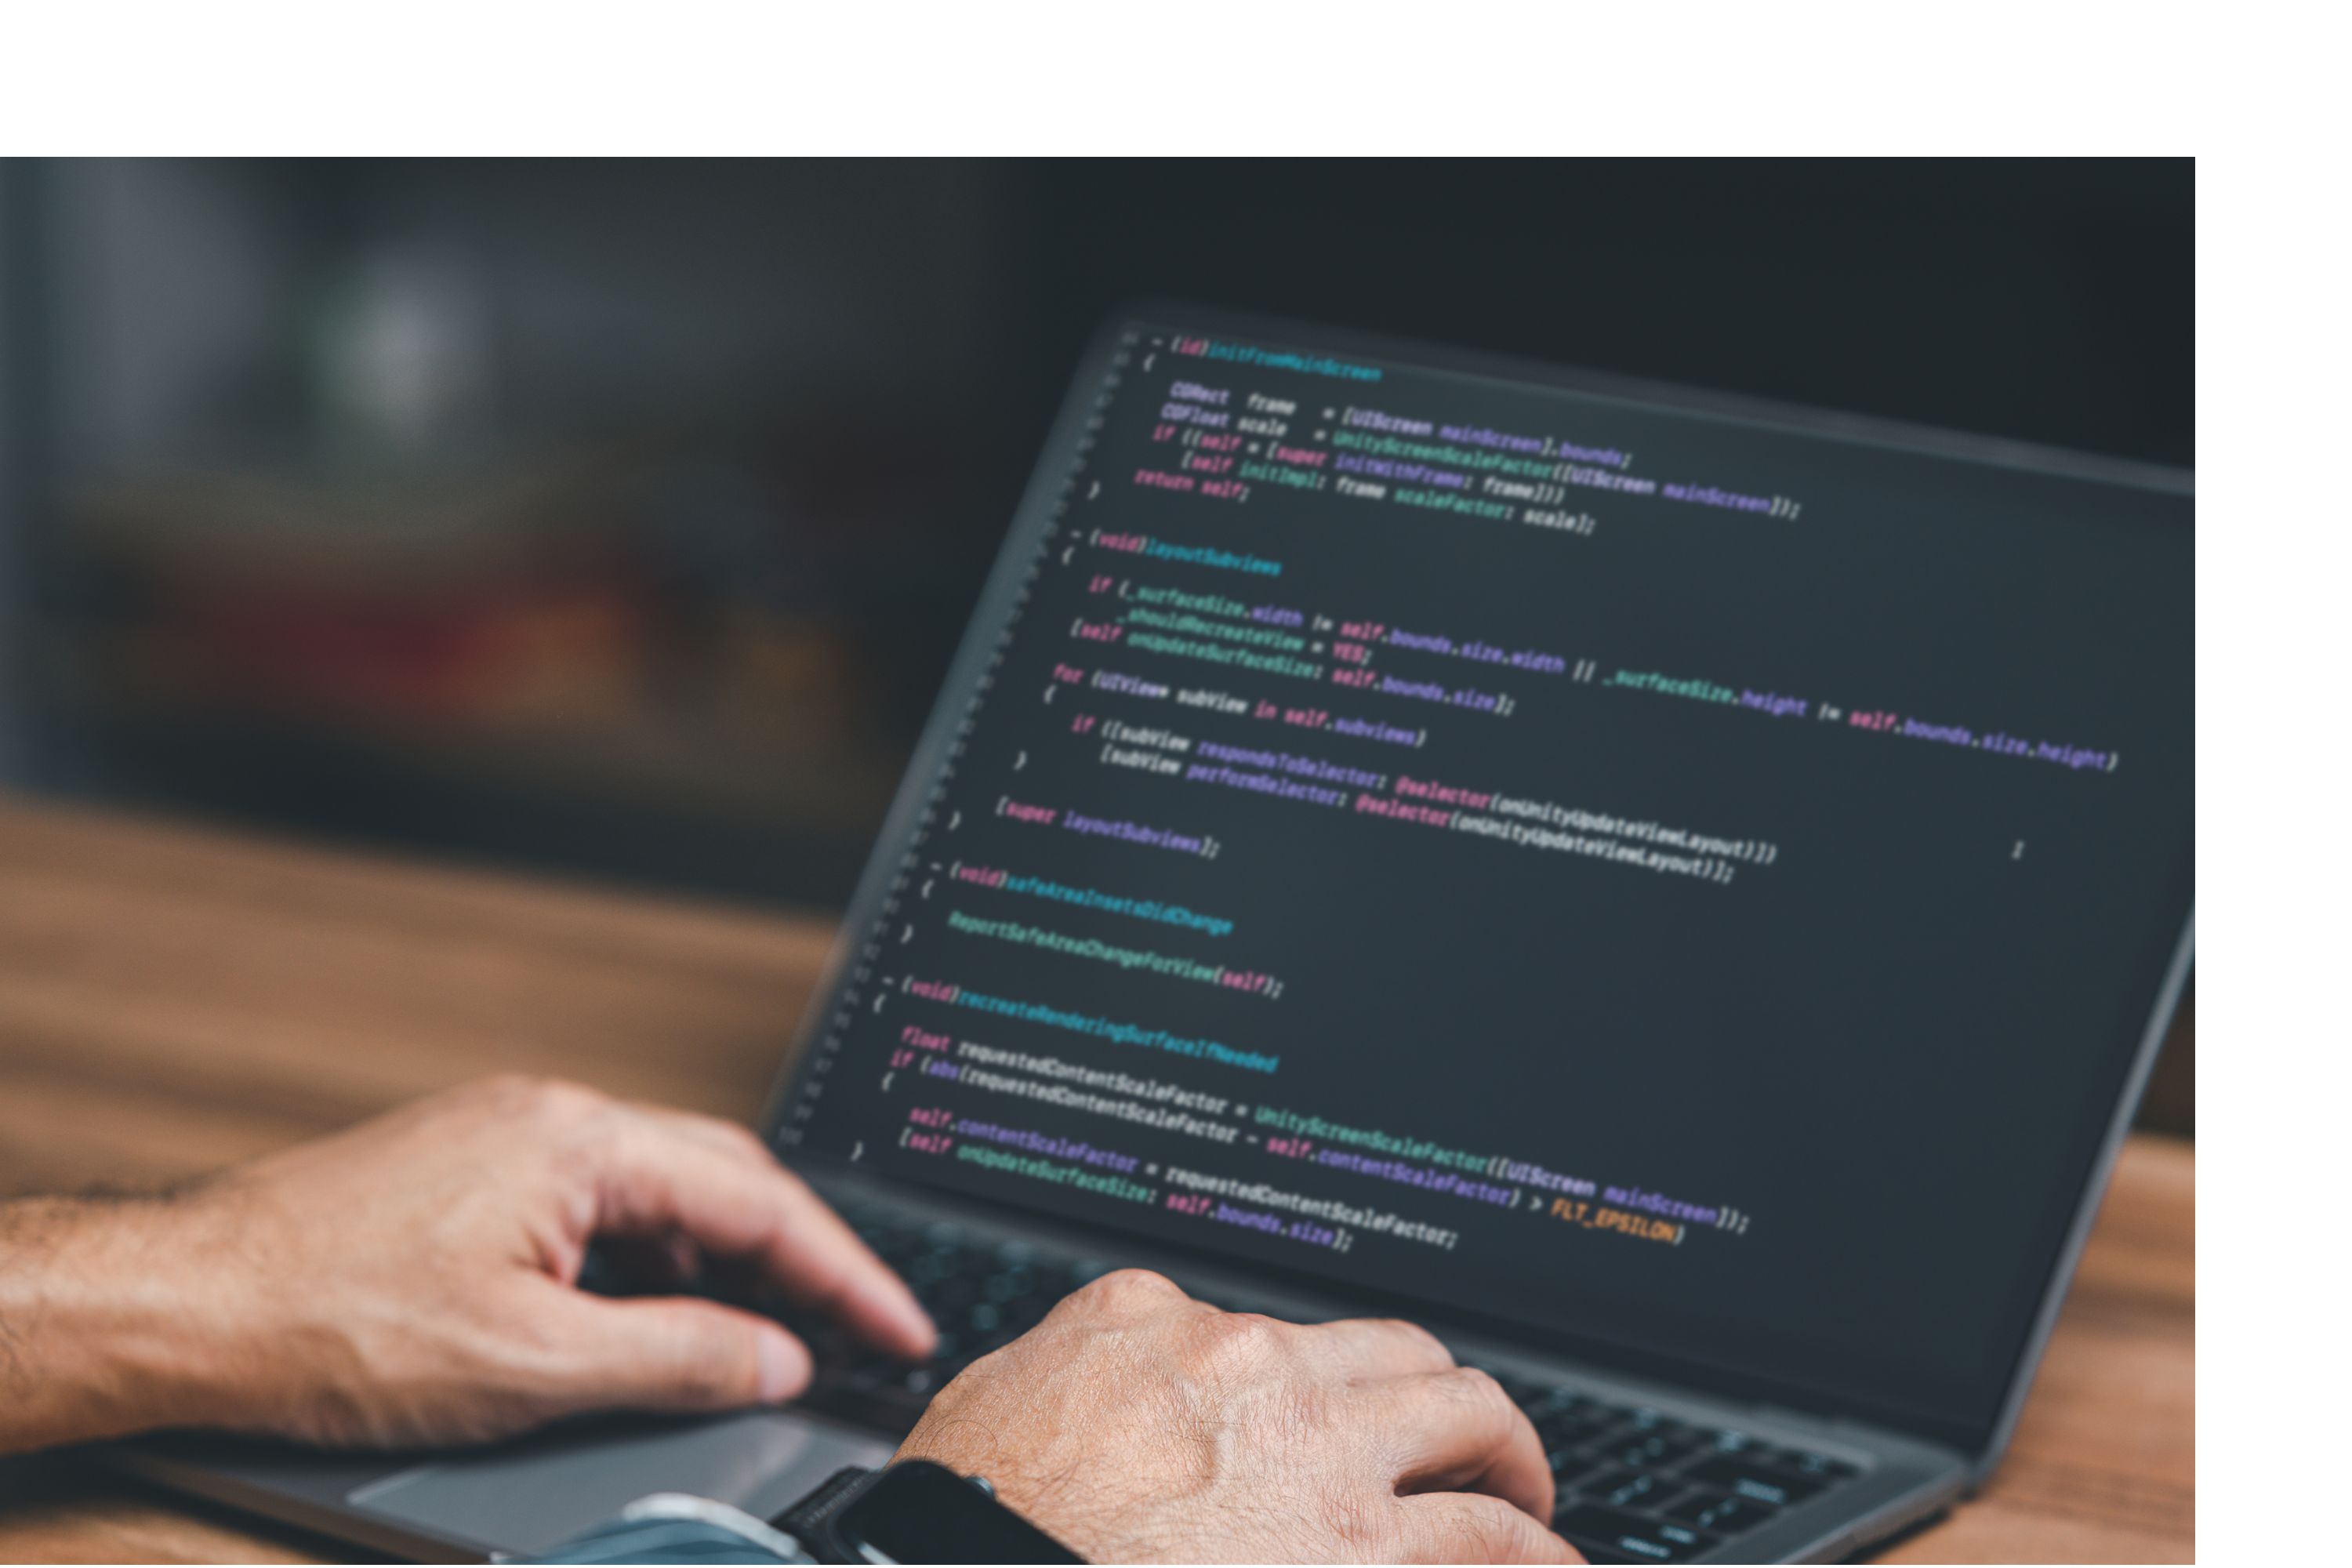 - (id)initFromMainScreen
{
CGRect frame = [UIScreen mainScreen].bounds;
CGFloat scale = UnityScreenScaleFactor([UIScreen mainScreen]);
if ((self = [super initWithFrame: frame]))
[self initImpl: frame scaleFactor: scale];
return self;
}
- (void)layoutSubviews
{
if (_surfaceSize.width != self.bounds.size.width || _surfaceSize.height != self.bounds.size.height)
_shouldRecreateView = YES;
[self onUpdateSurfaceSize: self.bounds.size];
for (UIView* subView in self.subviews)
{
if ([subView respondsToSelector: @selector(onUnityUpdateViewLayout)])
[subView performSelector: @selector(onUnityUpdateViewLayout)];
}
[super layoutSubviews];
}
- (void)safeAreaInsetsDidChange
{
ReportSafeAreaChangeForView(self);
}
- (void)recreateRenderingSurfaceIfNeeded
{
float requestedContentScaleFactor = UnityScreenScaleFactor([UIScreen mainScreen]);
if (abs(requestedContentScaleFactor - self.contentScaleFactor) > FLT_EPSILON)
{
self.contentScaleFactor = requestedContentScaleFactor;
[self onUpdateSurfaceSize: self.bounds.size];
}